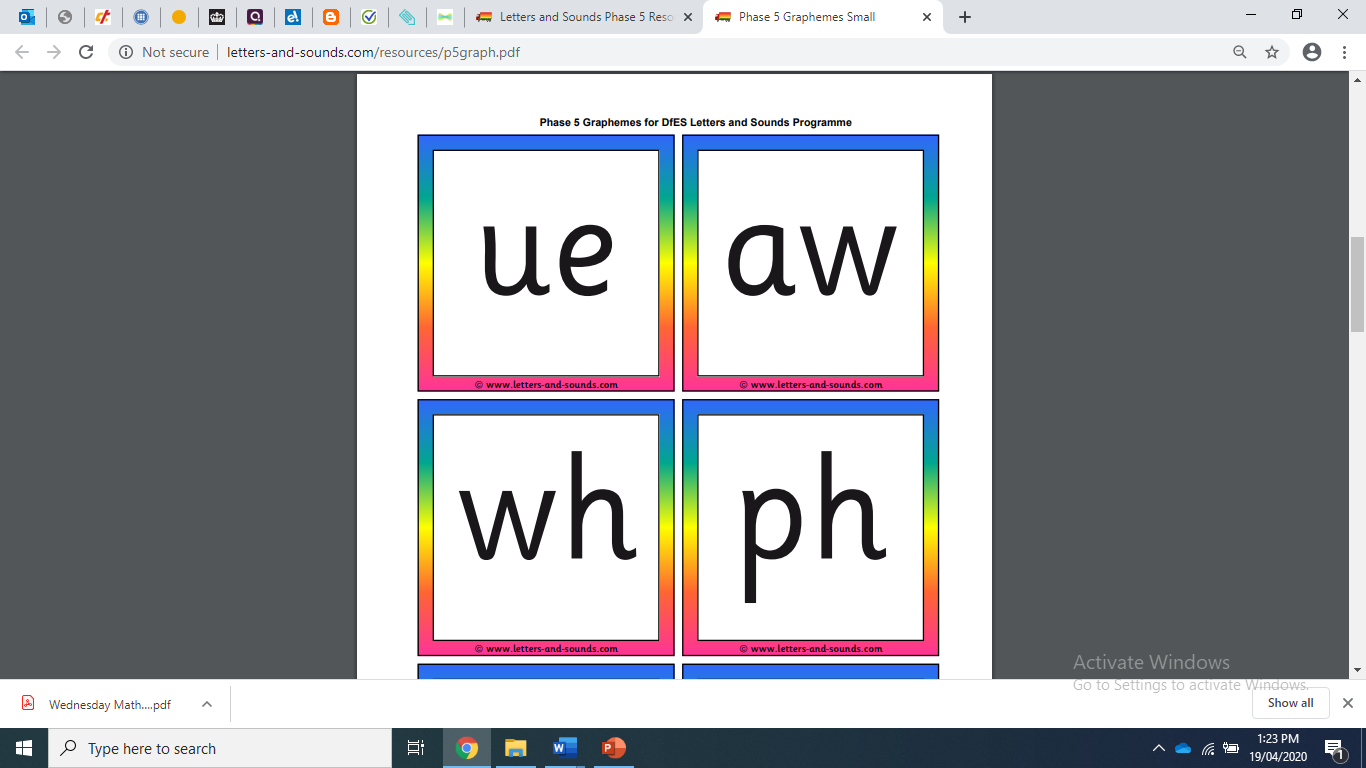 Letters and Sounds Phase 5 Reso
Phase 5 Graphemes Small
Not secure
letters-and-sounds.com/resources/p5graph.pdf
Phase 5 Graphemes for DfES Letters and Sounds Programme
ue aw
© www.letters-and-sounds.com © www.letters-and-sounds.com
wh ph
© www.letters-and-sounds.com © www.letters-and-sounds.com
Activate Windows
Go to Settings to activate Windows.
Wednesday Math....pdf
Show all
Type here to search
1:23 PM
19/04/2020
1